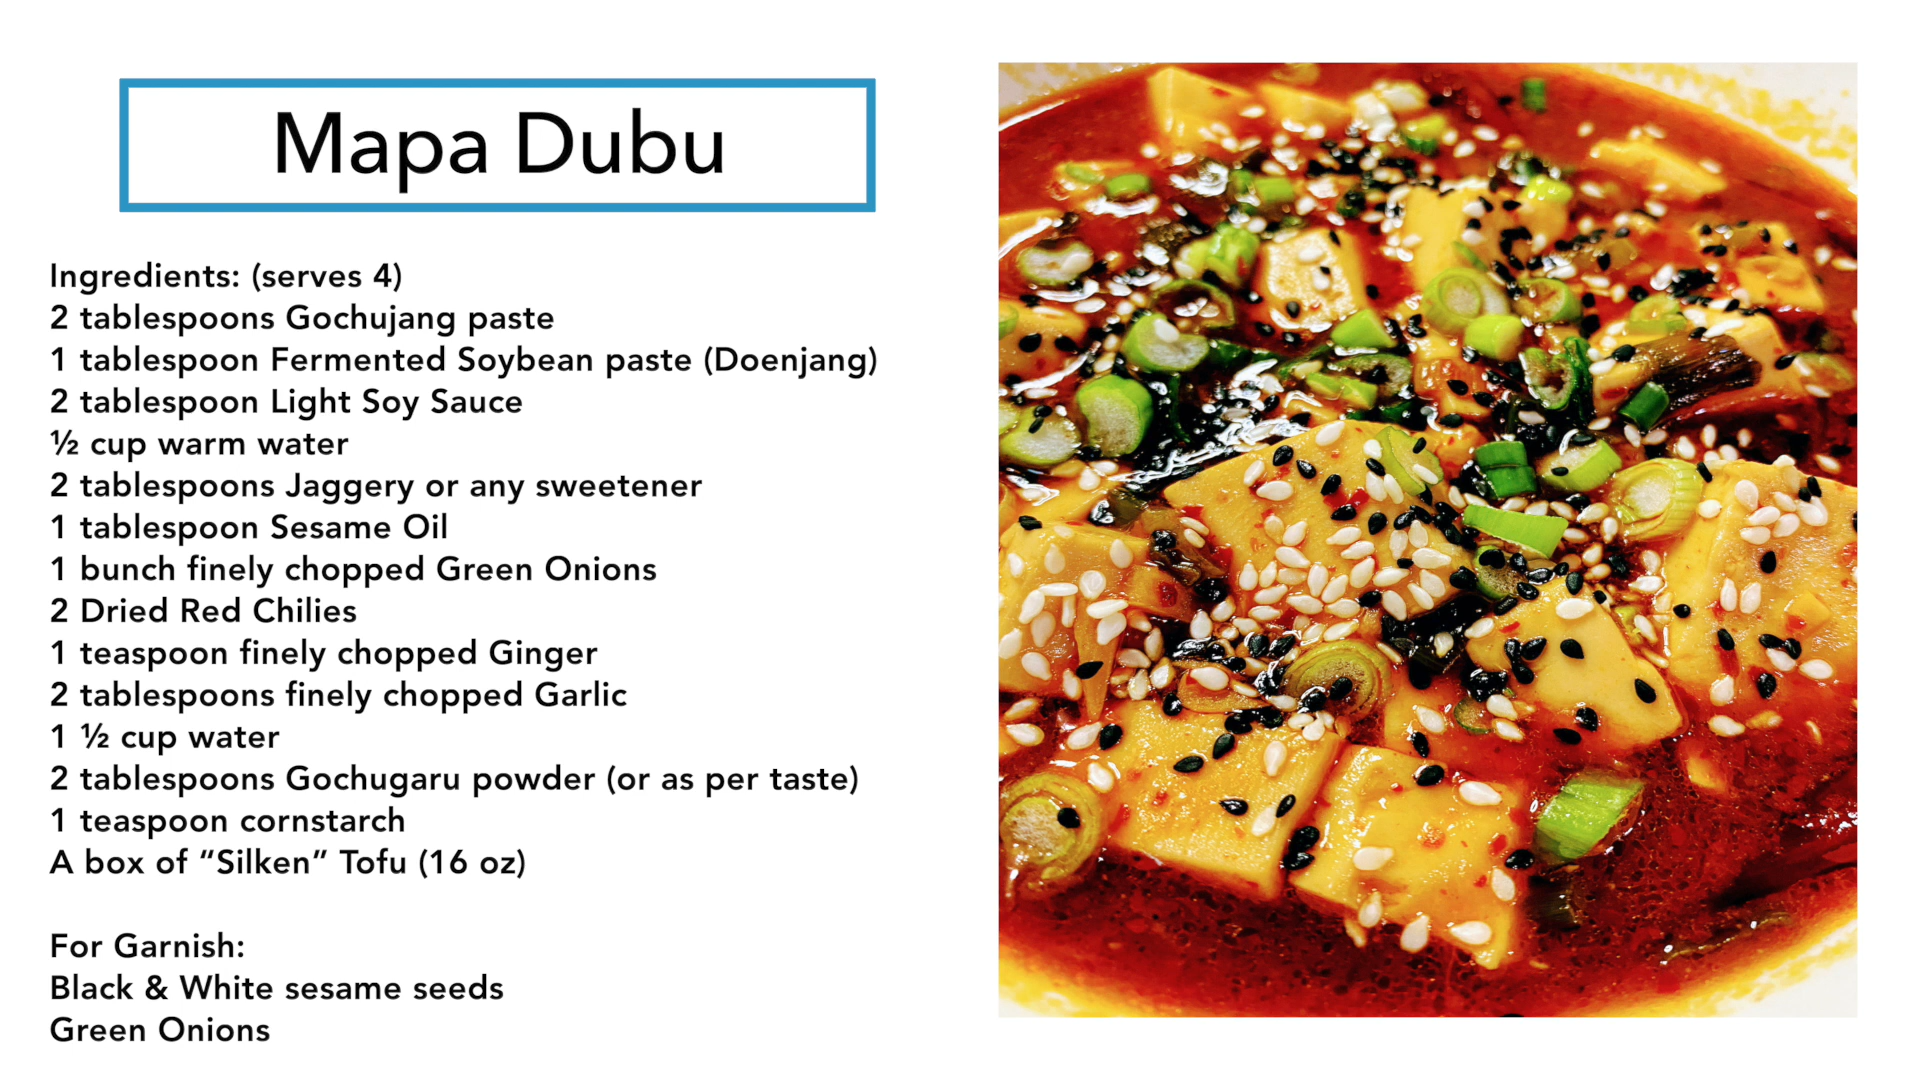 Mapa Dubu
Ingredients: (serves 4)
2 tablespoons Gochujang paste
1 tablespoon Fermented Soybean paste (Doenjang)
2 tablespoon Light Soy Sauce
½ cup warm water
2 tablespoons Jaggery or any sweetener
1 tablespoon Sesame Oil
1 bunch finely chopped Green Onions
2 Dried Red Chilies
1 teaspoon finely chopped Ginger
2 tablespoons finely chopped Garlic
1 ½ cup water
2 tablespoons Gochugaru powder (or as per taste)
1 teaspoon cornstarch
A box of “Silken” Tofu (16 oz)
For Garnish:
Black & White sesame seeds
Green Onions